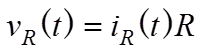 v_R(t) = i_R(t)R